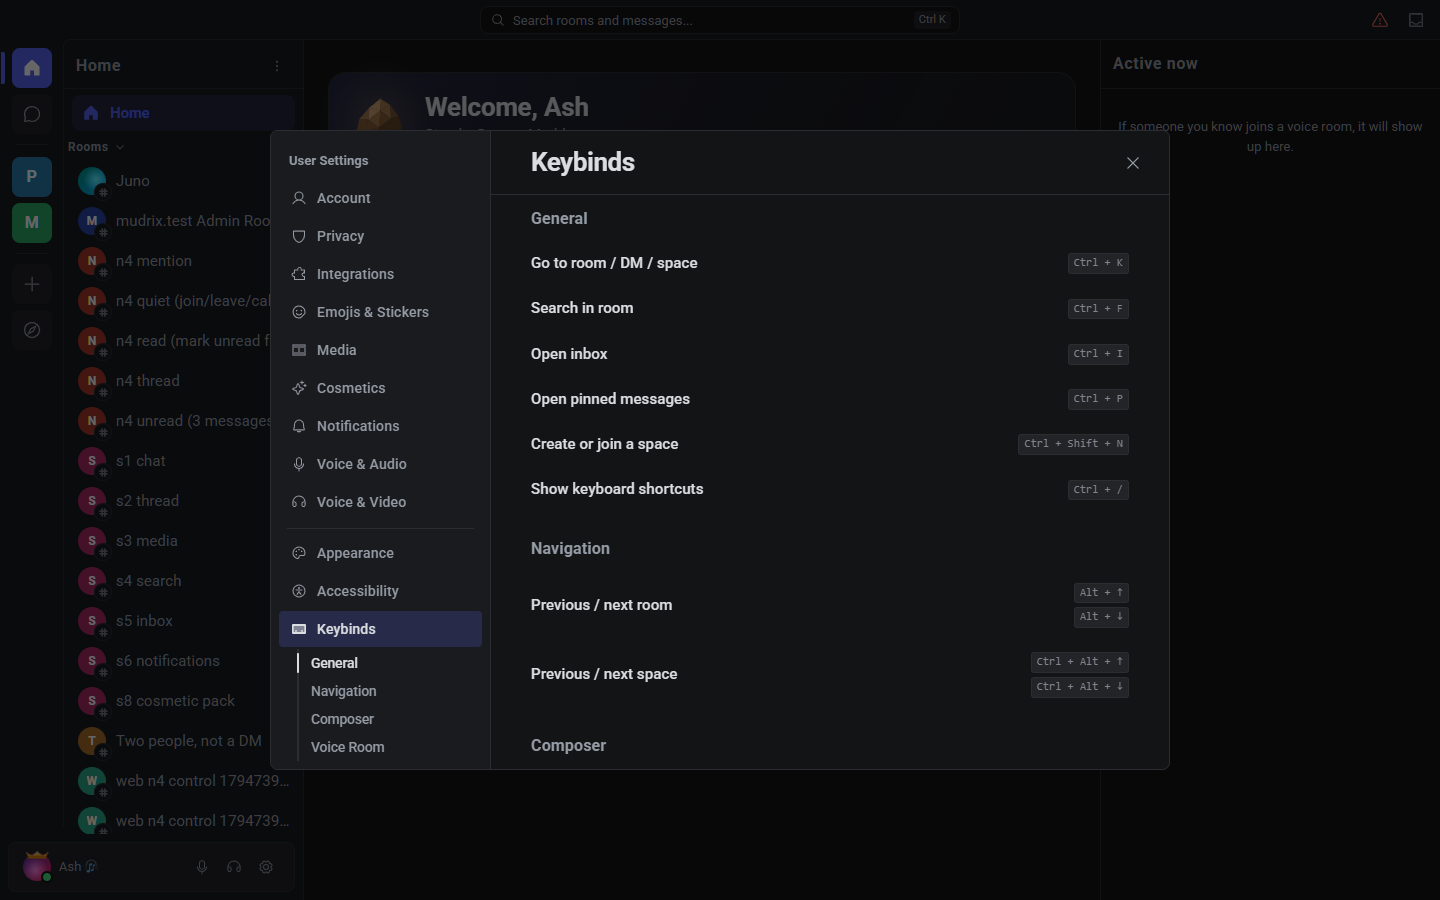 Search rooms and messages...
Ctrl K
Home
Home
Rooms
P
M
Juno
M
mudrix.test Admin Roo
N
n4 mention
N
n4 quiet (join/leave/cal
N
n4 read (mark unread f
N
n4 thread
N
n4 unread (3 messages
S
s1 chat
S
s2 thread
S
s3 media
S
s4 search
S
s5 inbox
S
s6 notifications
S
s8 cosmetic pack
T
Two people, not a DM
W
web n4 control 1794739...
W
web n4 control 1794739...
Ash
Welcome, Ash
Active now
If someone you know joins a voice room, it will show
up here.
User Settings
Account
Privacy
Integrations
Emojis & Stickers
Media
Cosmetics
Notifications
Voice & Audio
Voice & Video
Appearance
Accessibility
Keybinds
General
Navigation
Composer
Voice Room
Keybinds
General
Go to room / DM / space
Ctrl + K
Search in room
Ctrl + F
Open inbox
Ctrl + I
Open pinned messages
Ctrl + P
Create or join a space
Ctrl + Shift + N
Show keyboard shortcuts
Ctrl + /
Navigation
Previous / next room
Alt + ↑
Alt + ↓
Previous / next space
Ctrl + Alt + ↑
Ctrl + Alt + ↓
Composer